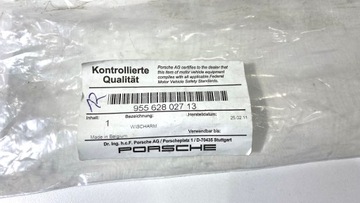 Kontrollierte
Qualität
Porsche AG certifies to the dealer that
this item of motor vehicle equipment
complies with all applicable Federal
Motor Vehicle Safety Standards.
955 628 027 13
Inhalt: Bezeichnung: Herstelldatum: 25.02.11
1 WISCHARM
Made in Belgium Verwendbar bis:
Dr. Ing. h.c.F. Porsche AG / Porscheplatz 1 / D-70435 Stuttgart
PORSCHE